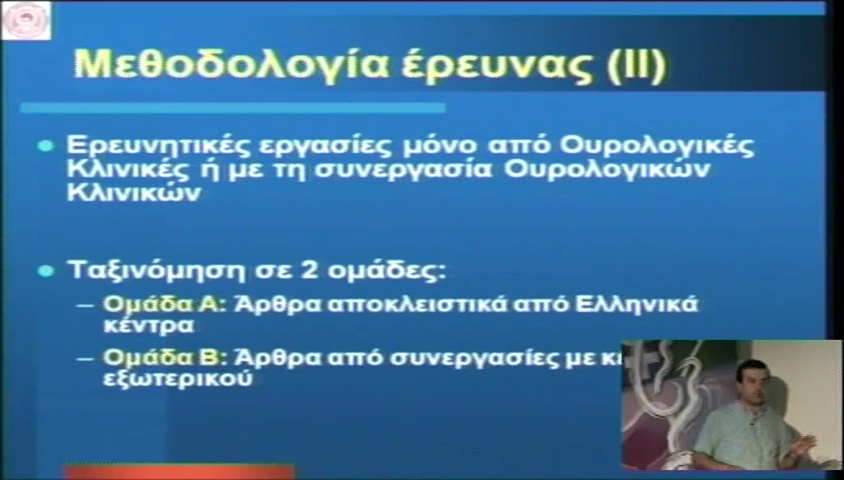 Μεθοδολογία έρευνας (ΙΙ)
Ερευνητικές εργασίες μόνο από Ουρολογικές
Κλινικές ή με τη συνεργασία Ουρολογικών
Κλινικών
Ταξινόμηση σε 2 ομάδες:
– Ομάδα Α: Άρθρα αποκλειστικά από Ελληνικά
κέντρα
– Ομάδα Β: Άρθρα από συνεργασίες με
εξωτερικού